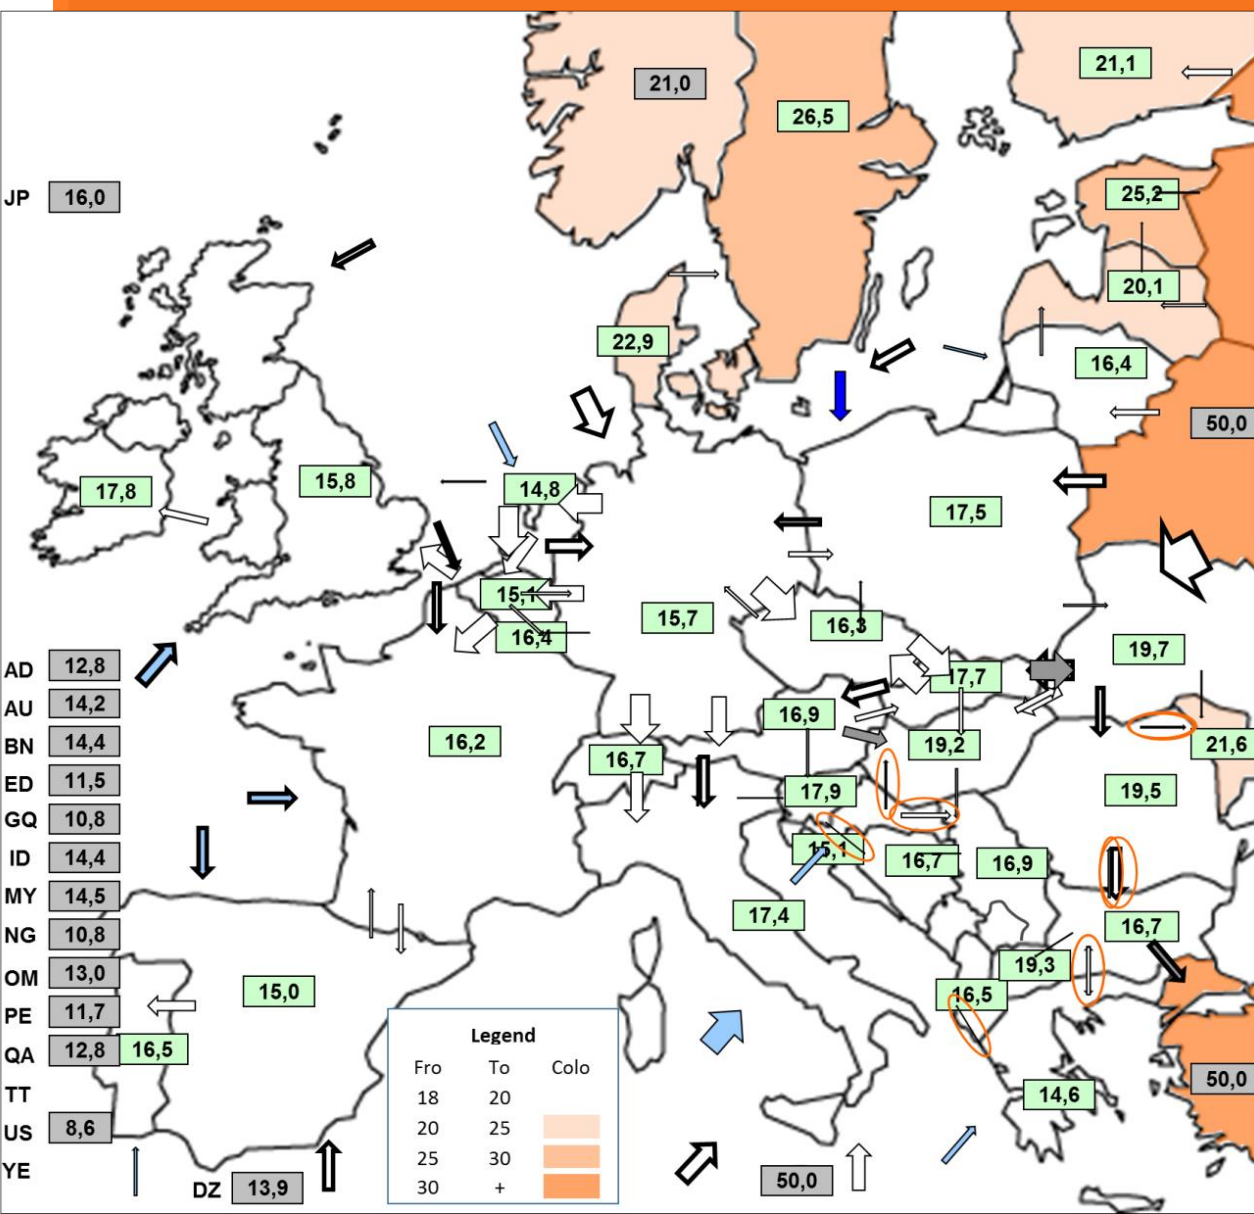 21,1
21,0
26,5
JP 16,0
25,2
20,1
22,9
16,4
50,0
15,8
17,8
14,8
17,5
15,1
15,7
16,3
16,4
19,7
AD 12,8
17,7
AU 14,2
16,9
BN 14,4
16,2
19,2
21,6
16,7
ED 11,5
17,9
19,5
GQ 10,8
15,1
ID 14,4
16,7
16,9
MY 14,5
17,4
16,7
NG 10,8
OM 13,0
19,3
15,0
16,5
PE 11,7
Legend
QA 12,8
16,5
Fro To Colo
50,0
TT
18 20
14,6
US 8,6
20 25
YE
25 30
DZ 13,9
30 +
50,0